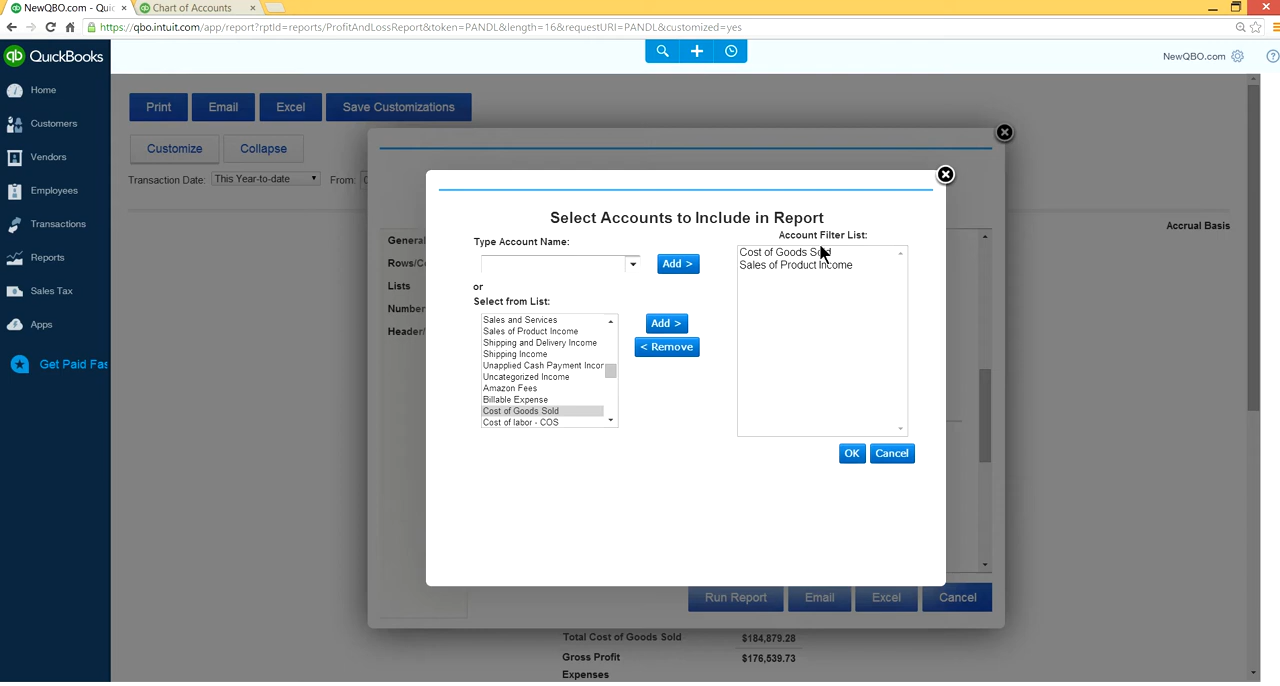 NewQBO.com - Quic
Chart of Accounts
https://qbo.intuit.com/app/report?rptId=reports/ProfitAndLossReport&token=PANDL&length=16&requestURI=PANDL&customized=yes
qb QuickBooks
NewQBO.com
Home
Customers
Vendors
Employees
Transactions
Reports
Sales Tax
Apps
Get Paid Fas
Print
Email
Excel
Save Customizations
Customize
Collapse
Transaction Date:
This Year-to-date
From:
Accrual Basis
General
Rows/Co
Lists
Number
Header/
Select Accounts to Include in Report
Type Account Name:
Add >
or
Select from List:
Sales and Services
Sales of Product Income
Shipping and Delivery Income
Shipping Income
Unapplied Cash Payment Incor
Uncategorized Income
Amazon Fees
Billable Expense
Cost of Goods Sold
Cost of labor - COS
Add >
< Remove
Account Filter List:
Cost of Goods Sold
Sales of Product Income
OK
Cancel
Run Report
Email
Excel
Cancel
Total Cost of Goods Sold $184,879.28
Gross Profit $176,539.73
Expenses